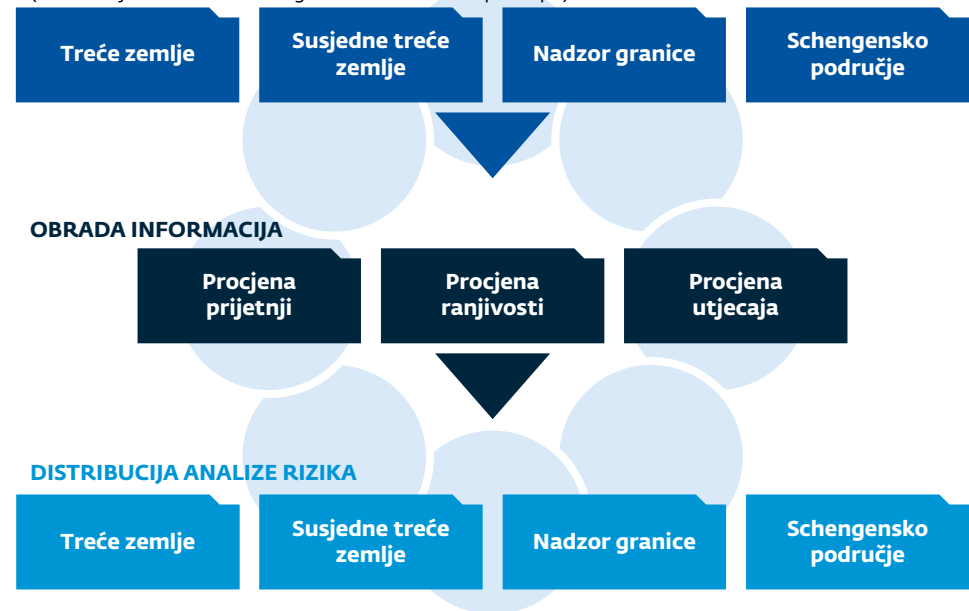 Treće zemlje
Susjedne treće
zemlje
Nadzor granice
Schengensko
područje
OBRADA INFORMACIJA
Procjena
prijetnji
Procjena
ranjivosti
Procjena
utjecaja
DISTRIBUCIJA ANALIZE RIZIKA
Treće zemlje
Susjedne treće
zemlje
Nadzor granice
Schengensko
područje